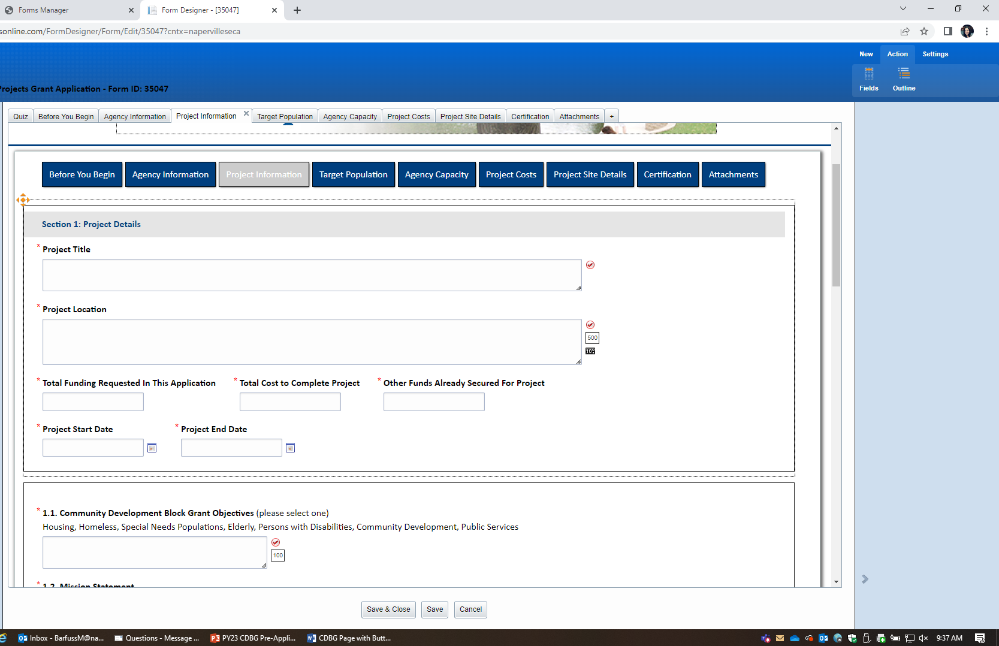 Forms Manager
Form Designer - [35047]
sonline.com/FormDesigner/Form/Edit/35047?cntx=napervilleseca
New Action Settings
Fields Outline
Projects Grant Application - Form ID: 35047
Quiz Before You Begin Agency Information Project Information Target Population Agency Capacity Project Costs Project Site Details Certification Attachments +
Before You Begin Agency Information Project Information Target Population Agency Capacity Project Costs Project Site Details Certification Attachments
Section 1: Project Details
* Project Title
* Project Location
500
* Total Funding Requested In This Application * Total Cost to Complete Project * Other Funds Already Secured For Project
* Project Start Date * Project End Date
* 1.1. Community Development Block Grant Objectives (please select one)
Housing, Homeless, Special Needs Populations, Elderly, Persons with Disabilities, Community Development, Public Services
100
* 1.2. Mission Statement
Save & Close Save Cancel
Inbox - BarfussM@na... Questions - Message ... PY23 CDBG Pre-Appli... CDBG Page with Butt... 9:37 AM